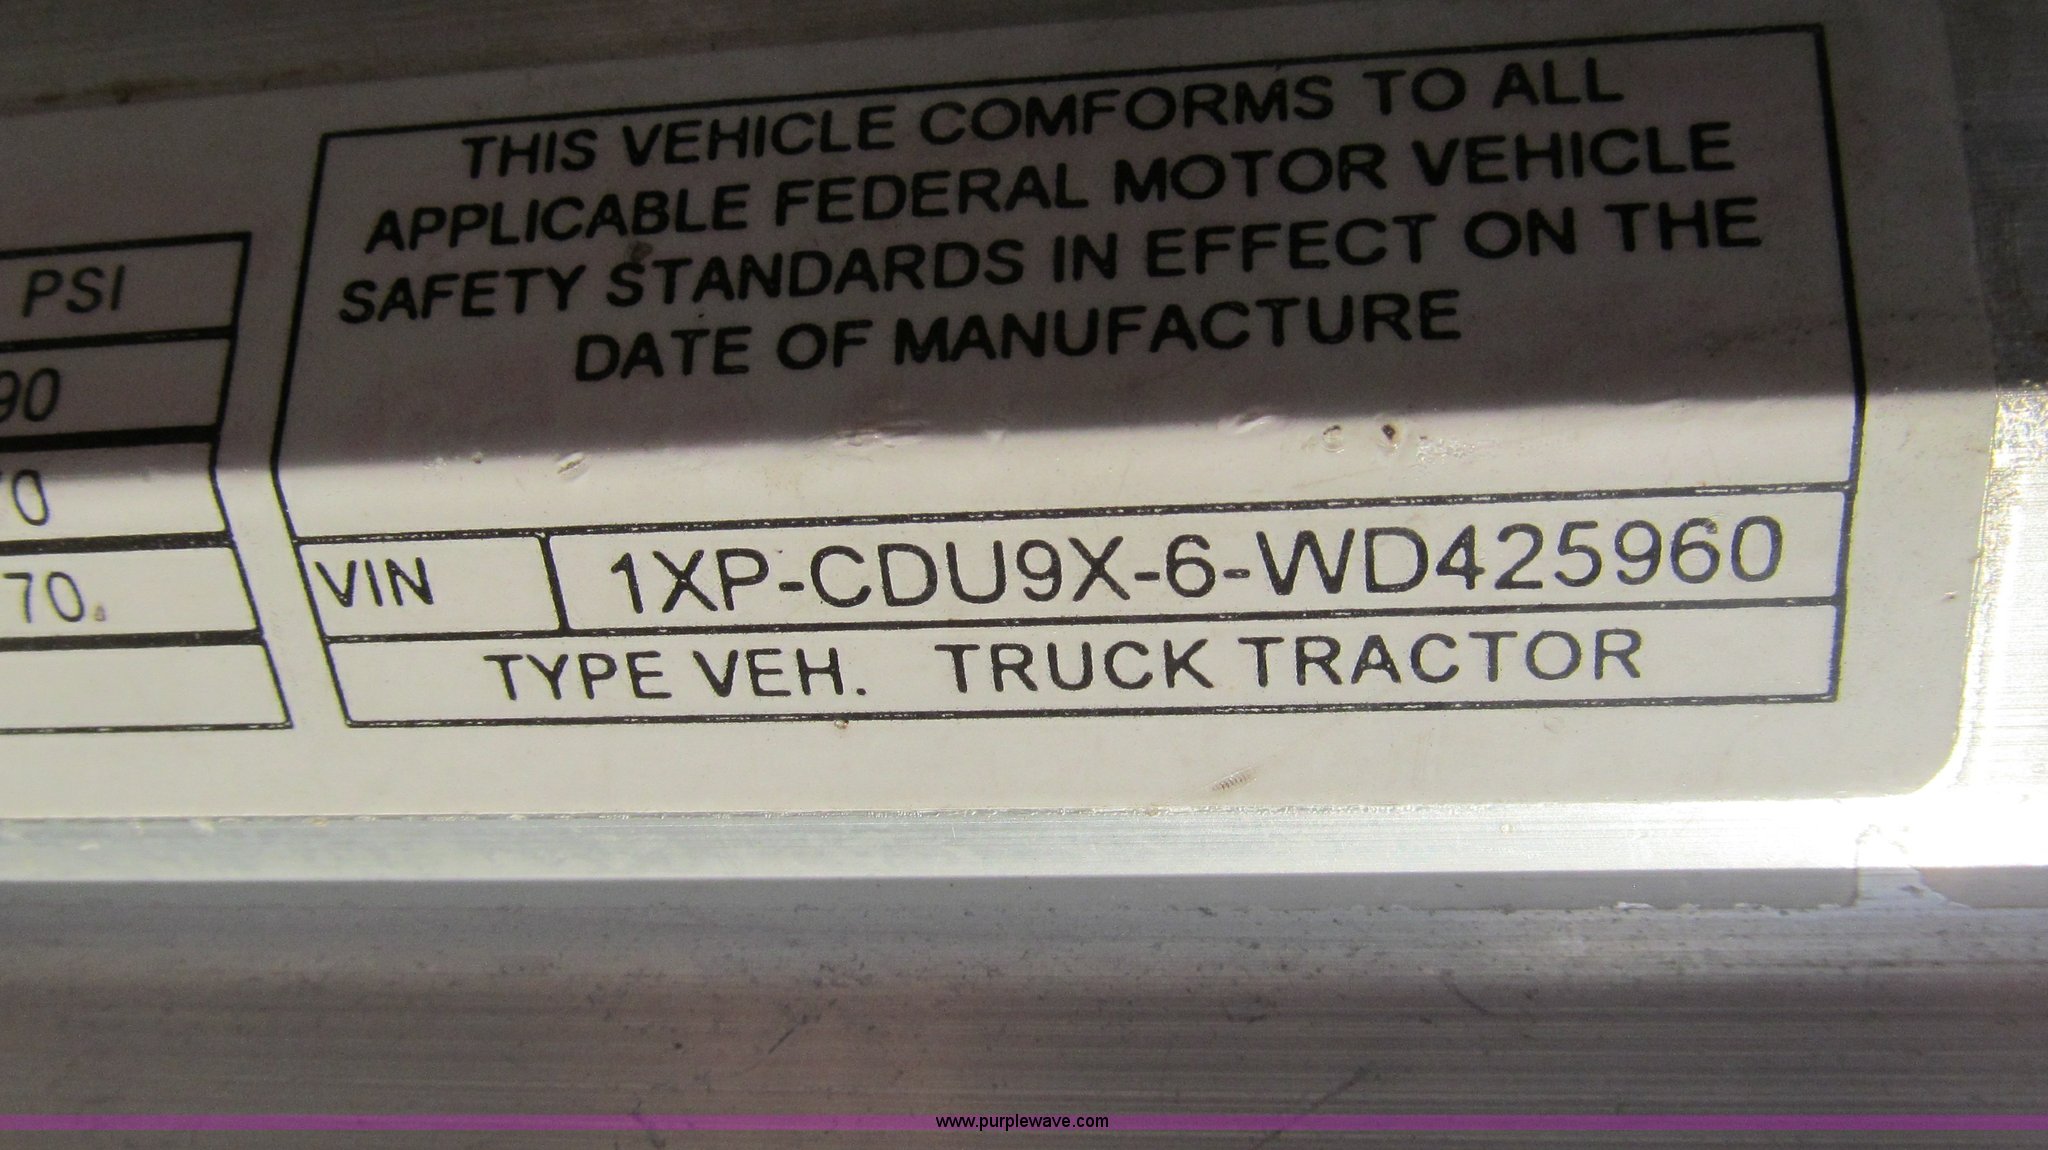 THIS VEHICLE COMFORMS TO ALL
APPLICABLE FEDERAL MOTOR VEHICLE
SAFETY STANDARDS IN EFFECT ON THE
DATE OF MANUFACTURE
PSI
90
70.
VIN 1XP-CDU9X-6-WD425960
TYPE VEH. TRUCK TRACTOR
www.purplewave.com